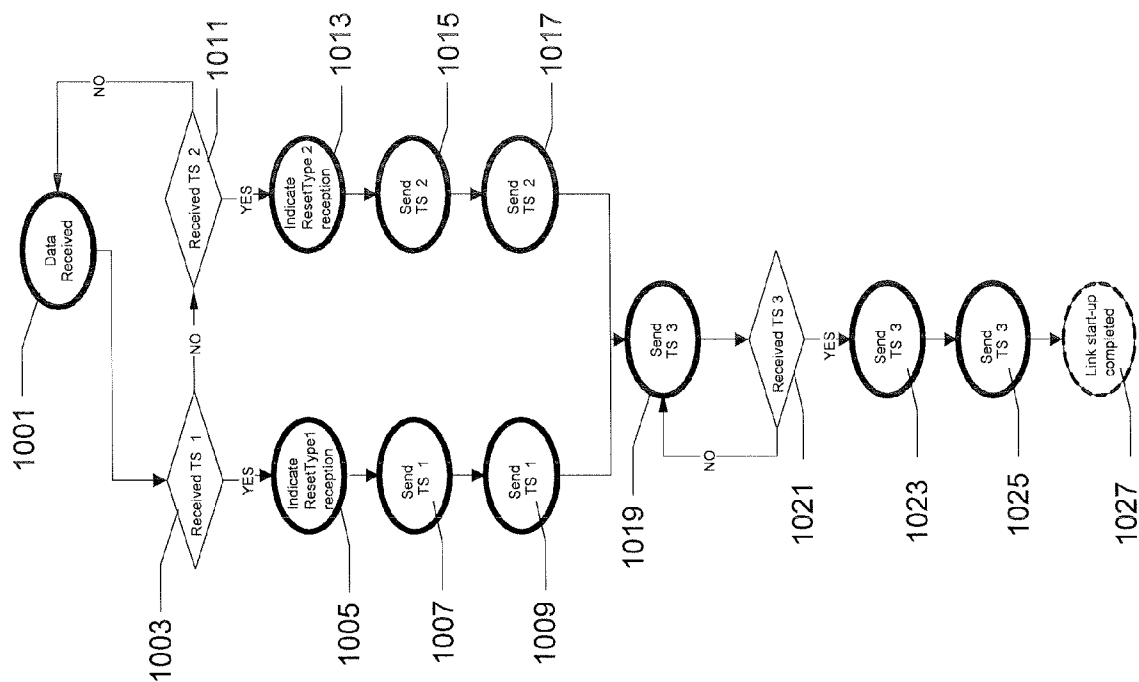 1001
Data
Received
NO
1003
Received TS 1
NO
Received TS 2
1011
YES
YES
1005
Indicate
ResetType1
reception
Indicate
ResetType 2
reception
1013
1007
Send
TS 1
Send
TS 2
1015
1009
Send
TS 1
Send
TS 2
1017
1019
Send
TS 3
NO
Received TS 3
1021
YES
Send
TS 3
1023
Send
TS 3
1025
Link start-up
completed
1027